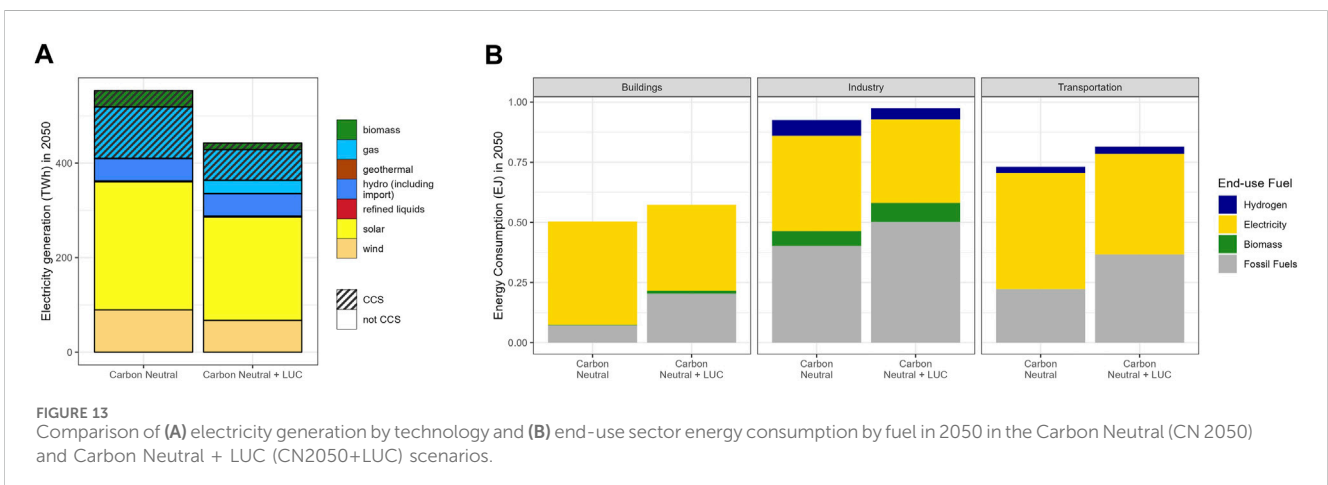 A
Electricity generation (TWh) in 2050
400
200
0
Carbon Neutral
Carbon Neutral + LUC
biomass
gas
geothermal
hydro (including
import)
refined liquids
solar
wind
CCS
not CCS
B
Energy Consumption (EJ) in 2050
1.00
0.75
0.50
0.25
0.00
Buildings
Industry
Transportation
Carbon
Neutral
Carbon
Neutral + LUC
Carbon
Neutral
Carbon
Neutral + LUC
Carbon
Neutral
Carbon
Neutral + LUC
End-use Fuel
Hydrogen
Electricity
Biomass
Fossil Fuels
FIGURE 13
Comparison of (A) electricity generation by technology and (B) end-use sector energy consumption by fuel in 2050 in the Carbon Neutral (CN 2050)
and Carbon Neutral + LUC (CN2050+LUC) scenarios.